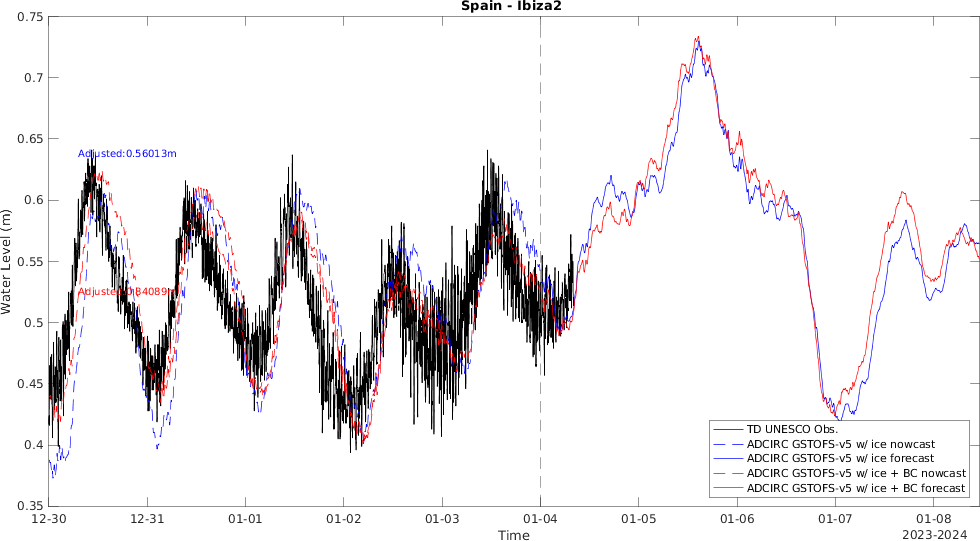 Spain - Ibiza2
0.75
0.7
0.65
0.6
0.55
0.5
0.45
0.4
0.35
Water Level (m)
Adjusted:0.56013m
Adjusted:0.84089m
TD UNESCO Obs.
ADCIRC GSTOFS-v5 w/ ice nowcast
ADCIRC GSTOFS-v5 w/ ice forecast
ADCIRC GSTOFS-v5 w/ ice + BC nowcast
ADCIRC GSTOFS-v5 w/ ice + BC forecast
12-30 12-31 01-01 01-02 01-03 01-04 01-05 01-06 01-07 01-08
Time
2023-2024